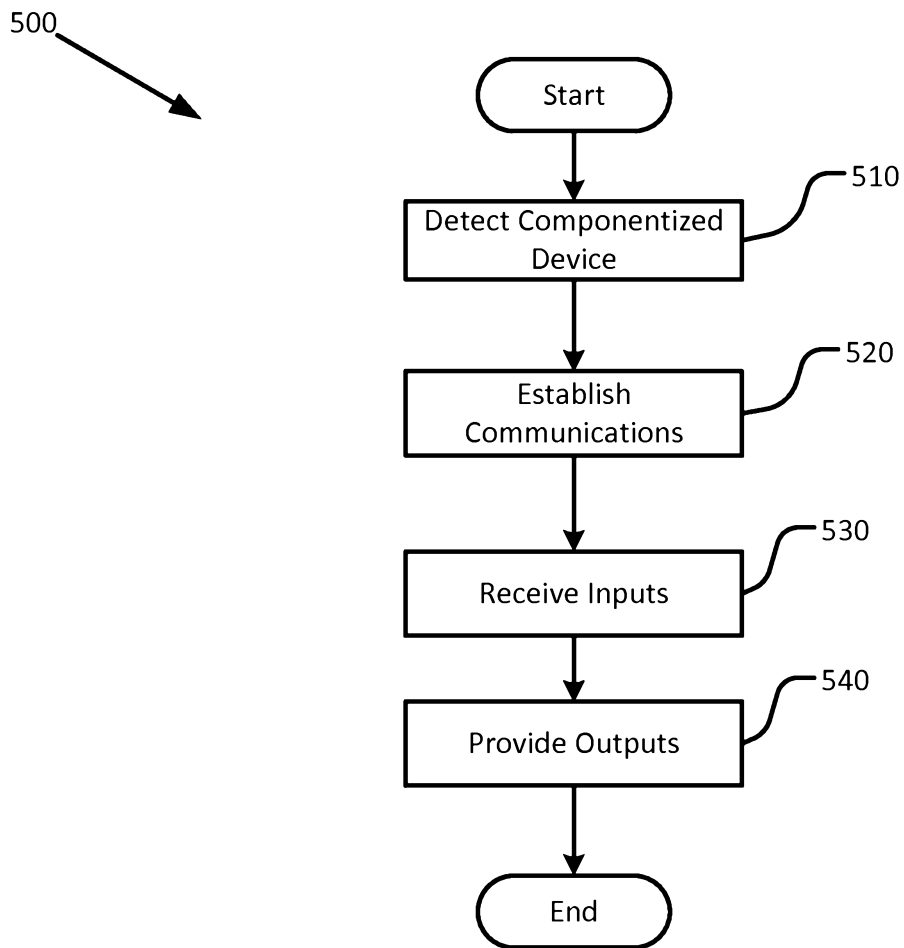 500
Start
510
Detect Componentized
Device
520
Establish
Communications
530
Receive Inputs
540
Provide Outputs
End